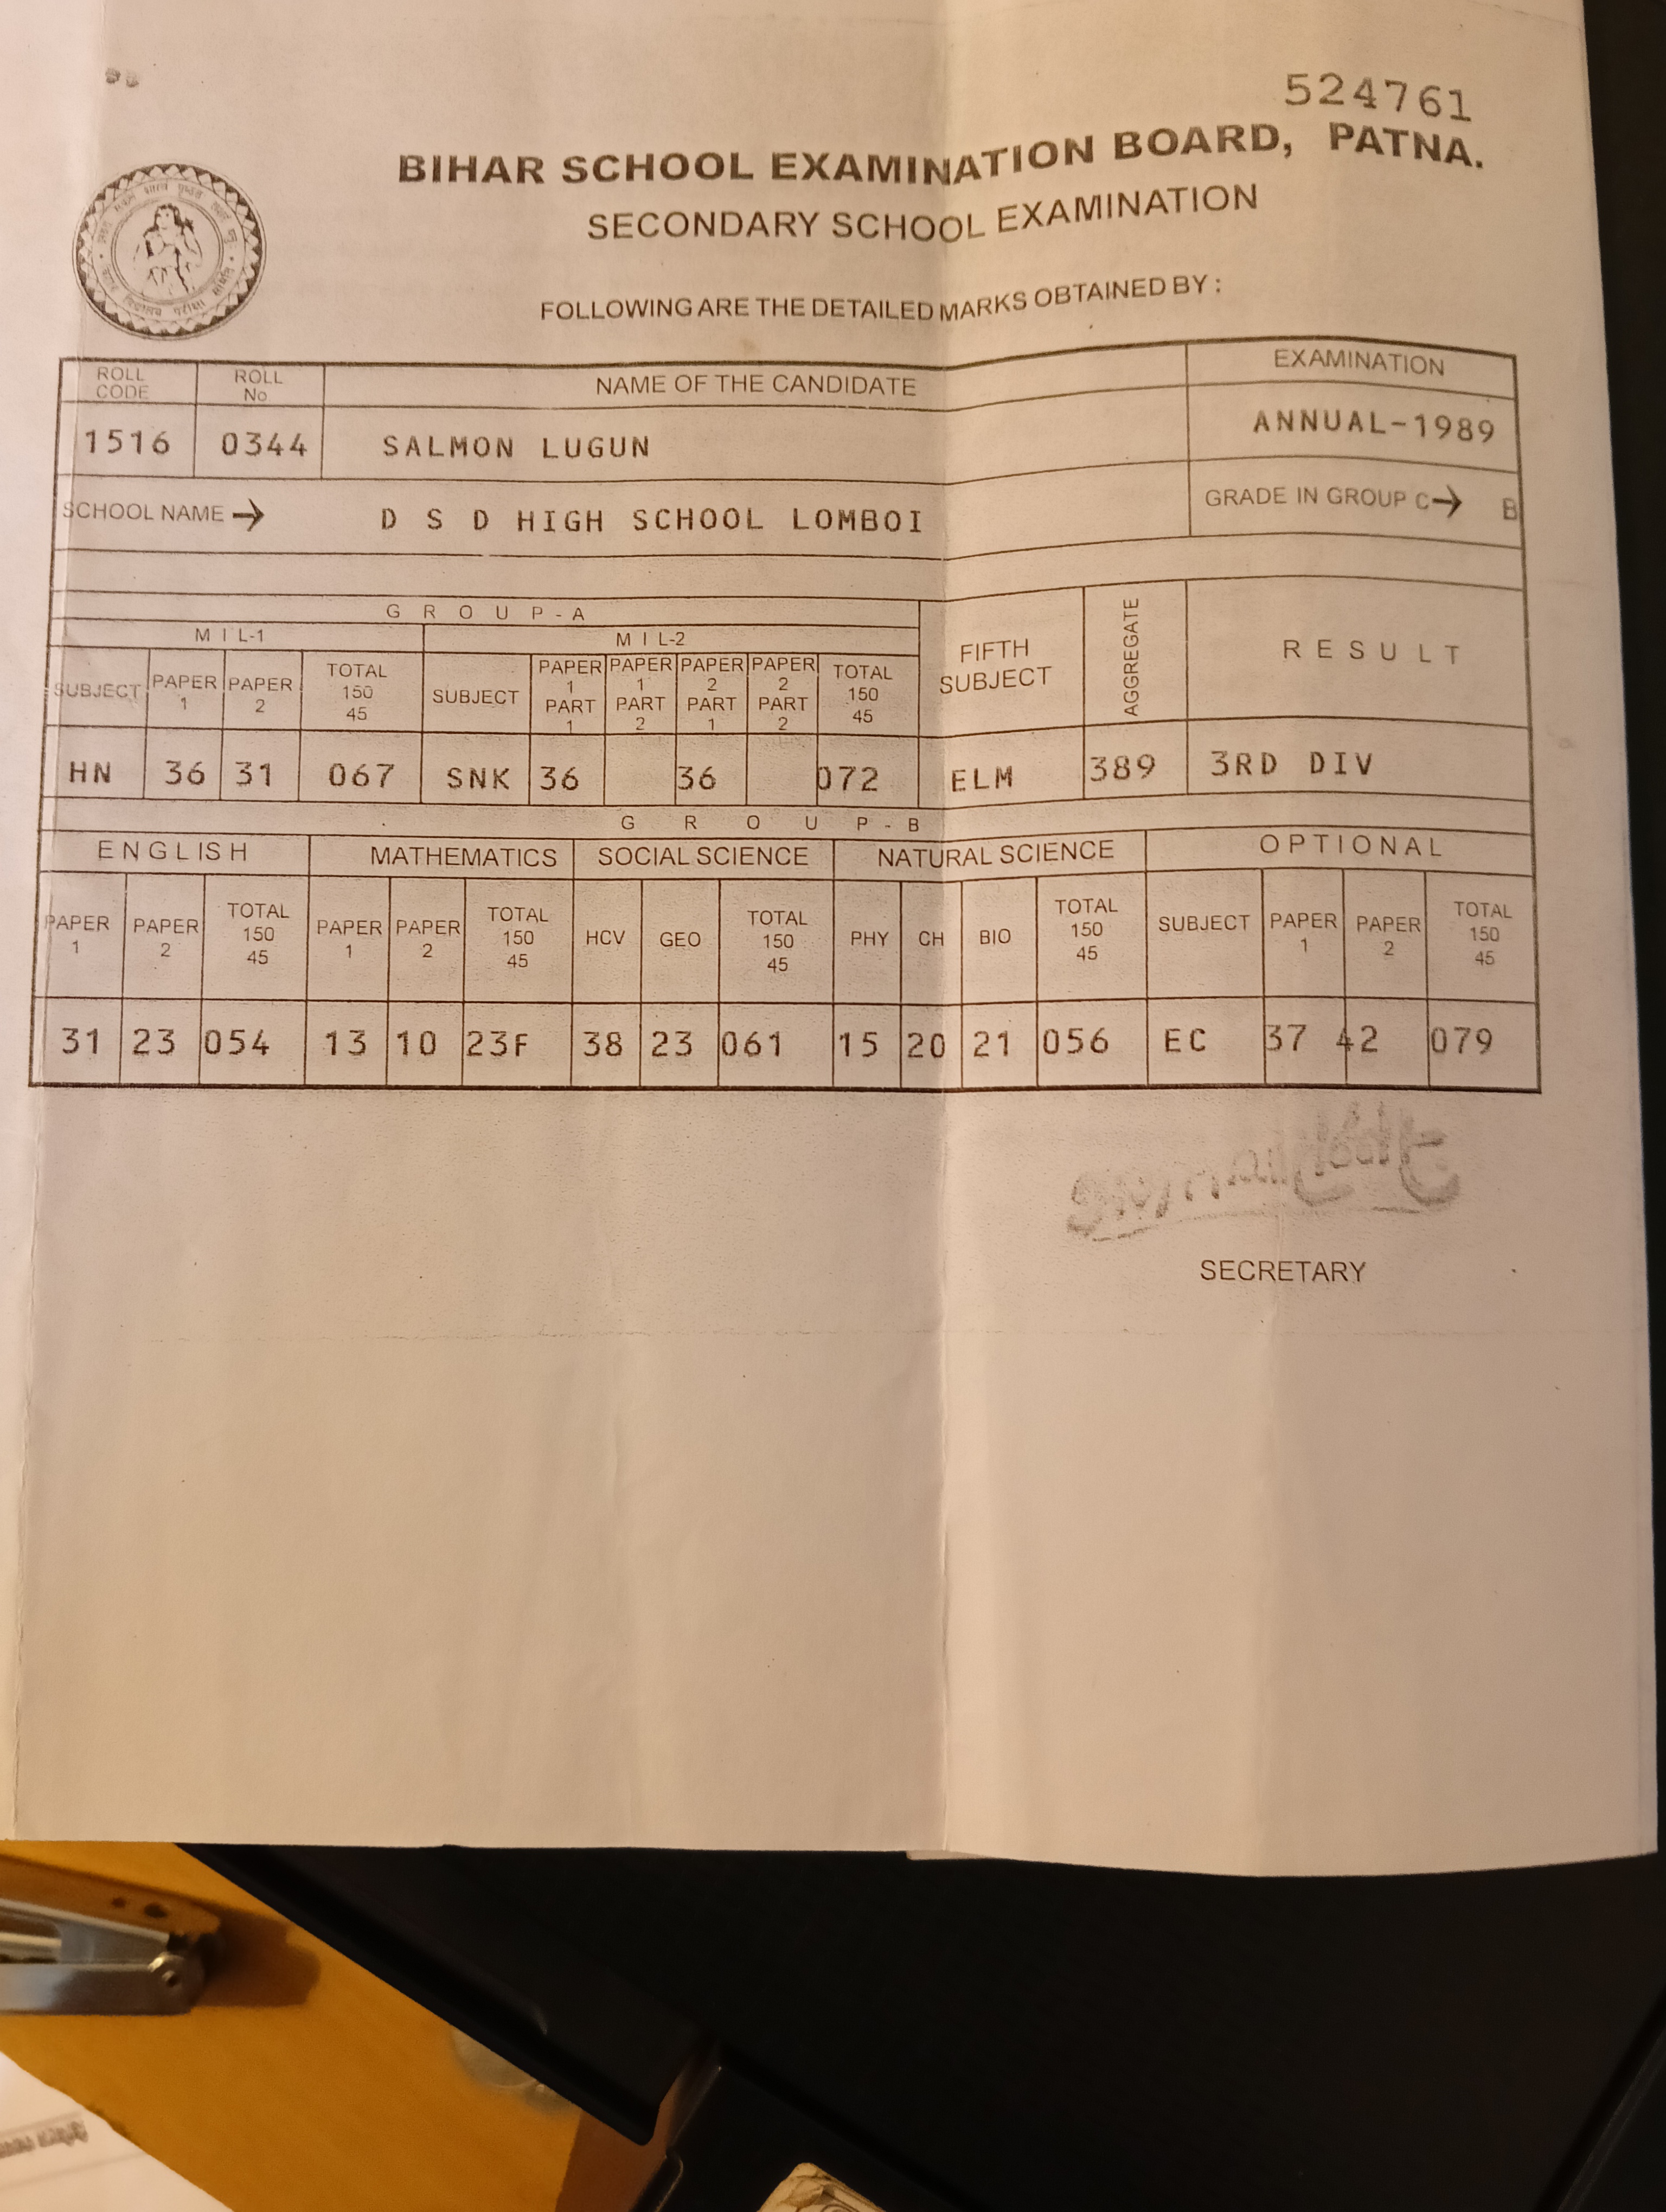 524761
BIHAR SCHOOL EXAMINATION BOARD, PATNA.
SECONDARY SCHOOL EXAMINATION
FOLLOWING ARE THE DETAILED MARKS OBTAINED BY :
ROLL CODE ROLL No NAME OF THE CANDIDATE EXAMINATION
1516 0344 SALMON LUGUN ANNUAL-1989
SCHOOL NAME → D S D HIGH SCHOOL LOMBOI GRADE IN GROUP C→ B
GROUP-A
MIL-1 MIL-2 FIFTH SUBJECT AGGREGATE RESULT
SUBJECT PAPER 1 PAPER 2 TOTAL 150 45 SUBJECT PAPER 1 PART 1 PAPER 1 PART 2 PAPER 2 PART 1 PAPER 2 PART 2 TOTAL 150 45
HN 36 31 067 SNK 36 36 072 ELM 389 3RD DIV
GROUP-B
ENGLISH MATHEMATICS SOCIAL SCIENCE NATURAL SCIENCE OPTIONAL
PAPER 1 PAPER 2 TOTAL 150 45 PAPER 1 PAPER 2 TOTAL 150 45 HCV GEO TOTAL 150 45 PHY CH BIO TOTAL 150 45 SUBJECT PAPER 1 PAPER 2 TOTAL 150 45
31 23 054 13 10 23F 38 23 061 15 20 21 056 EC 37 42 079
SECRETARY